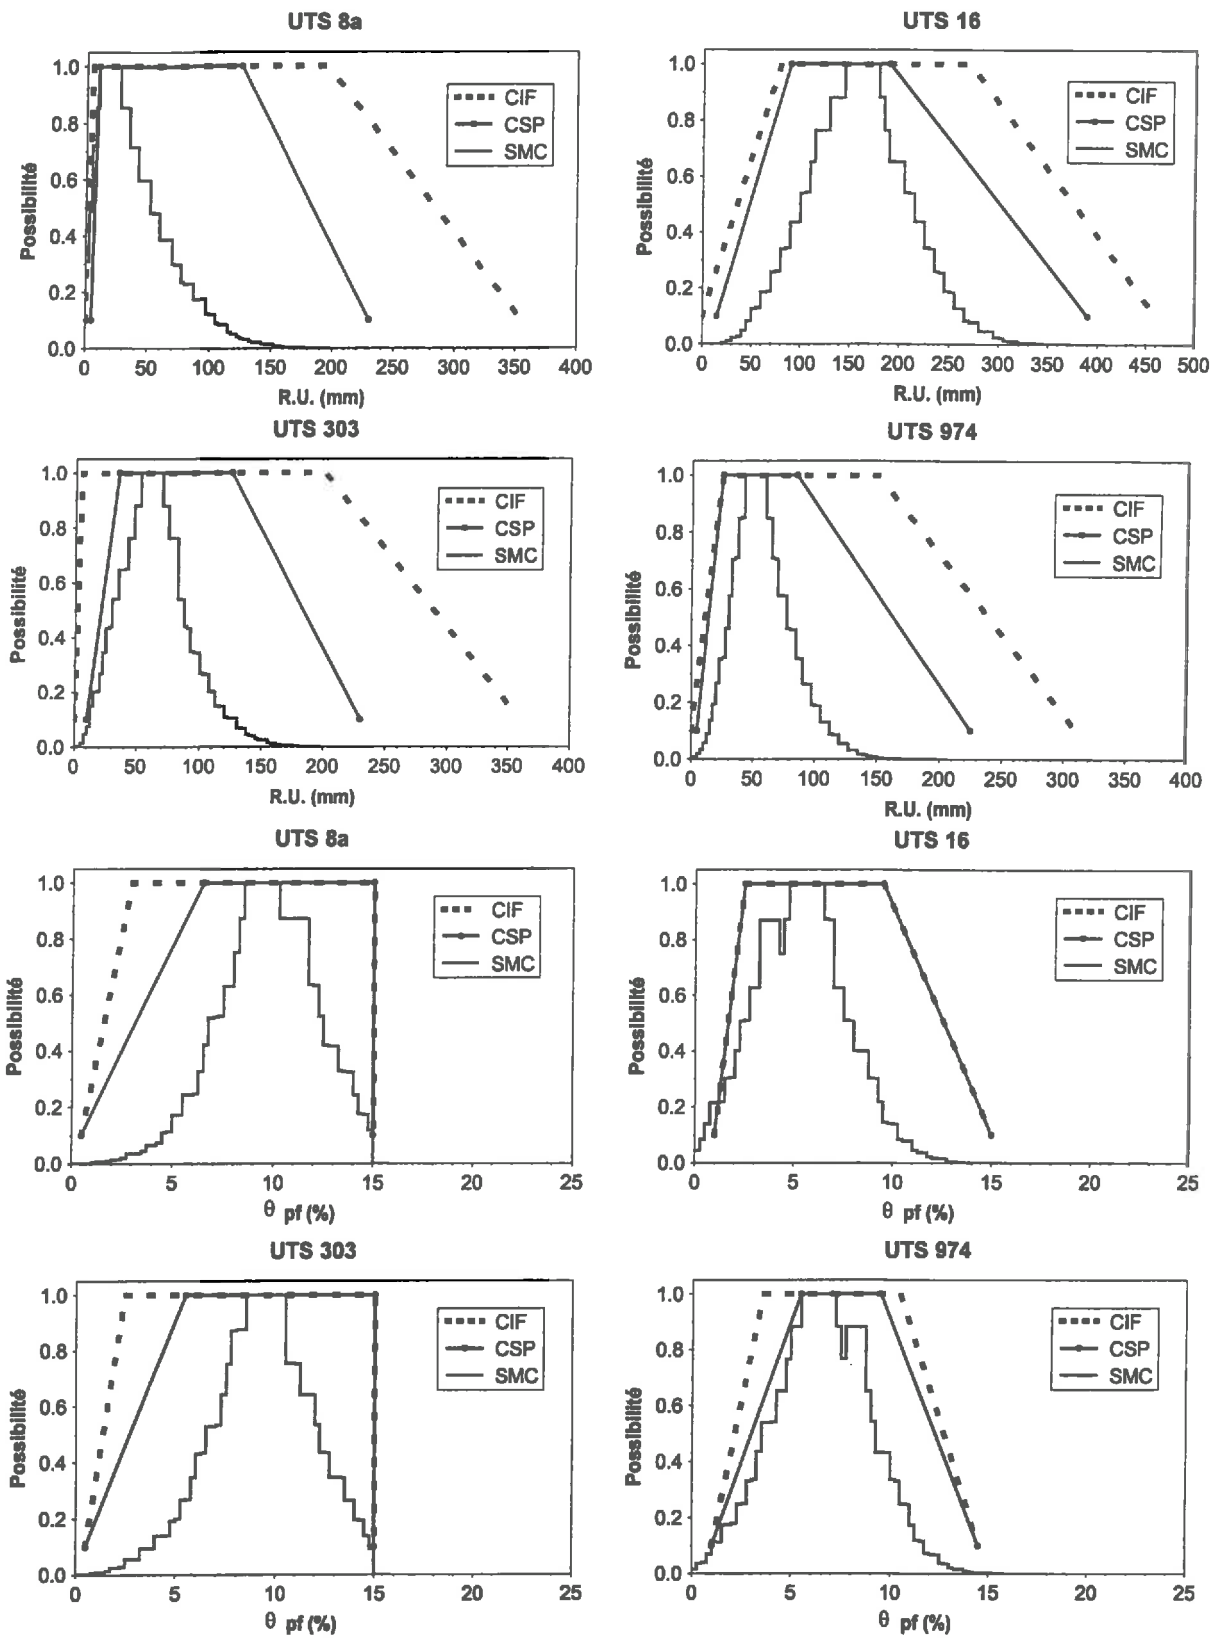 UTS 8a
Possibilité
1.0
0.8
0.6
0.4
0.2
0.0
CIF
CSP
SMC
0 50 100 150 200 250 300 350 400
R.U. (mm)
UTS 16
Possibilité
1.0
0.8
0.6
0.4
0.2
0.0
CIF
CSP
SMC
0 50 100 150 200 250 300 350 400 450 500
R.U. (mm)
UTS 303
Possibilité
1.0
0.8
0.6
0.4
0.2
0.0
CIF
CSP
SMC
0 50 100 150 200 250 300 350 400
R.U. (mm)
UTS 974
Possibilité
1.0
0.8
0.6
0.4
0.2
0.0
CIF
CSP
SMC
0 50 100 150 200 250 300 350 400
R.U. (mm)
UTS 8a
Possibilité
1.0
0.8
0.6
0.4
0.2
0.0
CIF
CSP
SMC
0 5 10 15 20 25
θ pf (%)
UTS 16
Possibilité
1.0
0.8
0.6
0.4
0.2
0.0
CIF
CSP
SMC
0 5 10 15 20 25
θ pf (%)
UTS 303
Possibilité
1.0
0.8
0.6
0.4
0.2
0.0
CIF
CSP
SMC
0 5 10 15 20 25
θ pf (%)
UTS 974
Possibilité
1.0
0.8
0.6
0.4
0.2
0.0
CIF
CSP
SMC
0 5 10 15 20 25
θ pf (%)